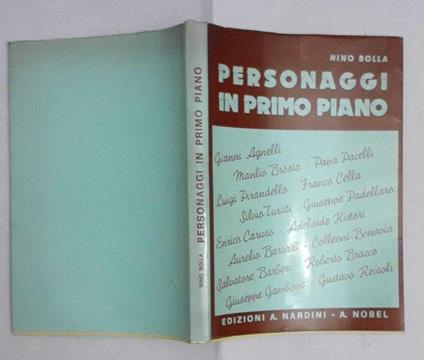 NINO BOLLA PERSONAGGI IN PRIMO PIANO
NINO BOLLA
PERSONAGGI
IN PRIMO PIANO
Gianni Agnelli
Manlio Brosio - Papa Pacelli
Luigi Pirandello - Franco Cella
Silvio Turati - Giuseppe Padellaro
Enrico Caruso - Adelaide Ristori
Aurelio Baruzzi - Colleoni-Bonavia
Salvatore Barberi - Roberto Bracco
Giuseppe Gambone - Gustavo Reisoli
EDIZIONI A. NARDINI - A. NOBEL